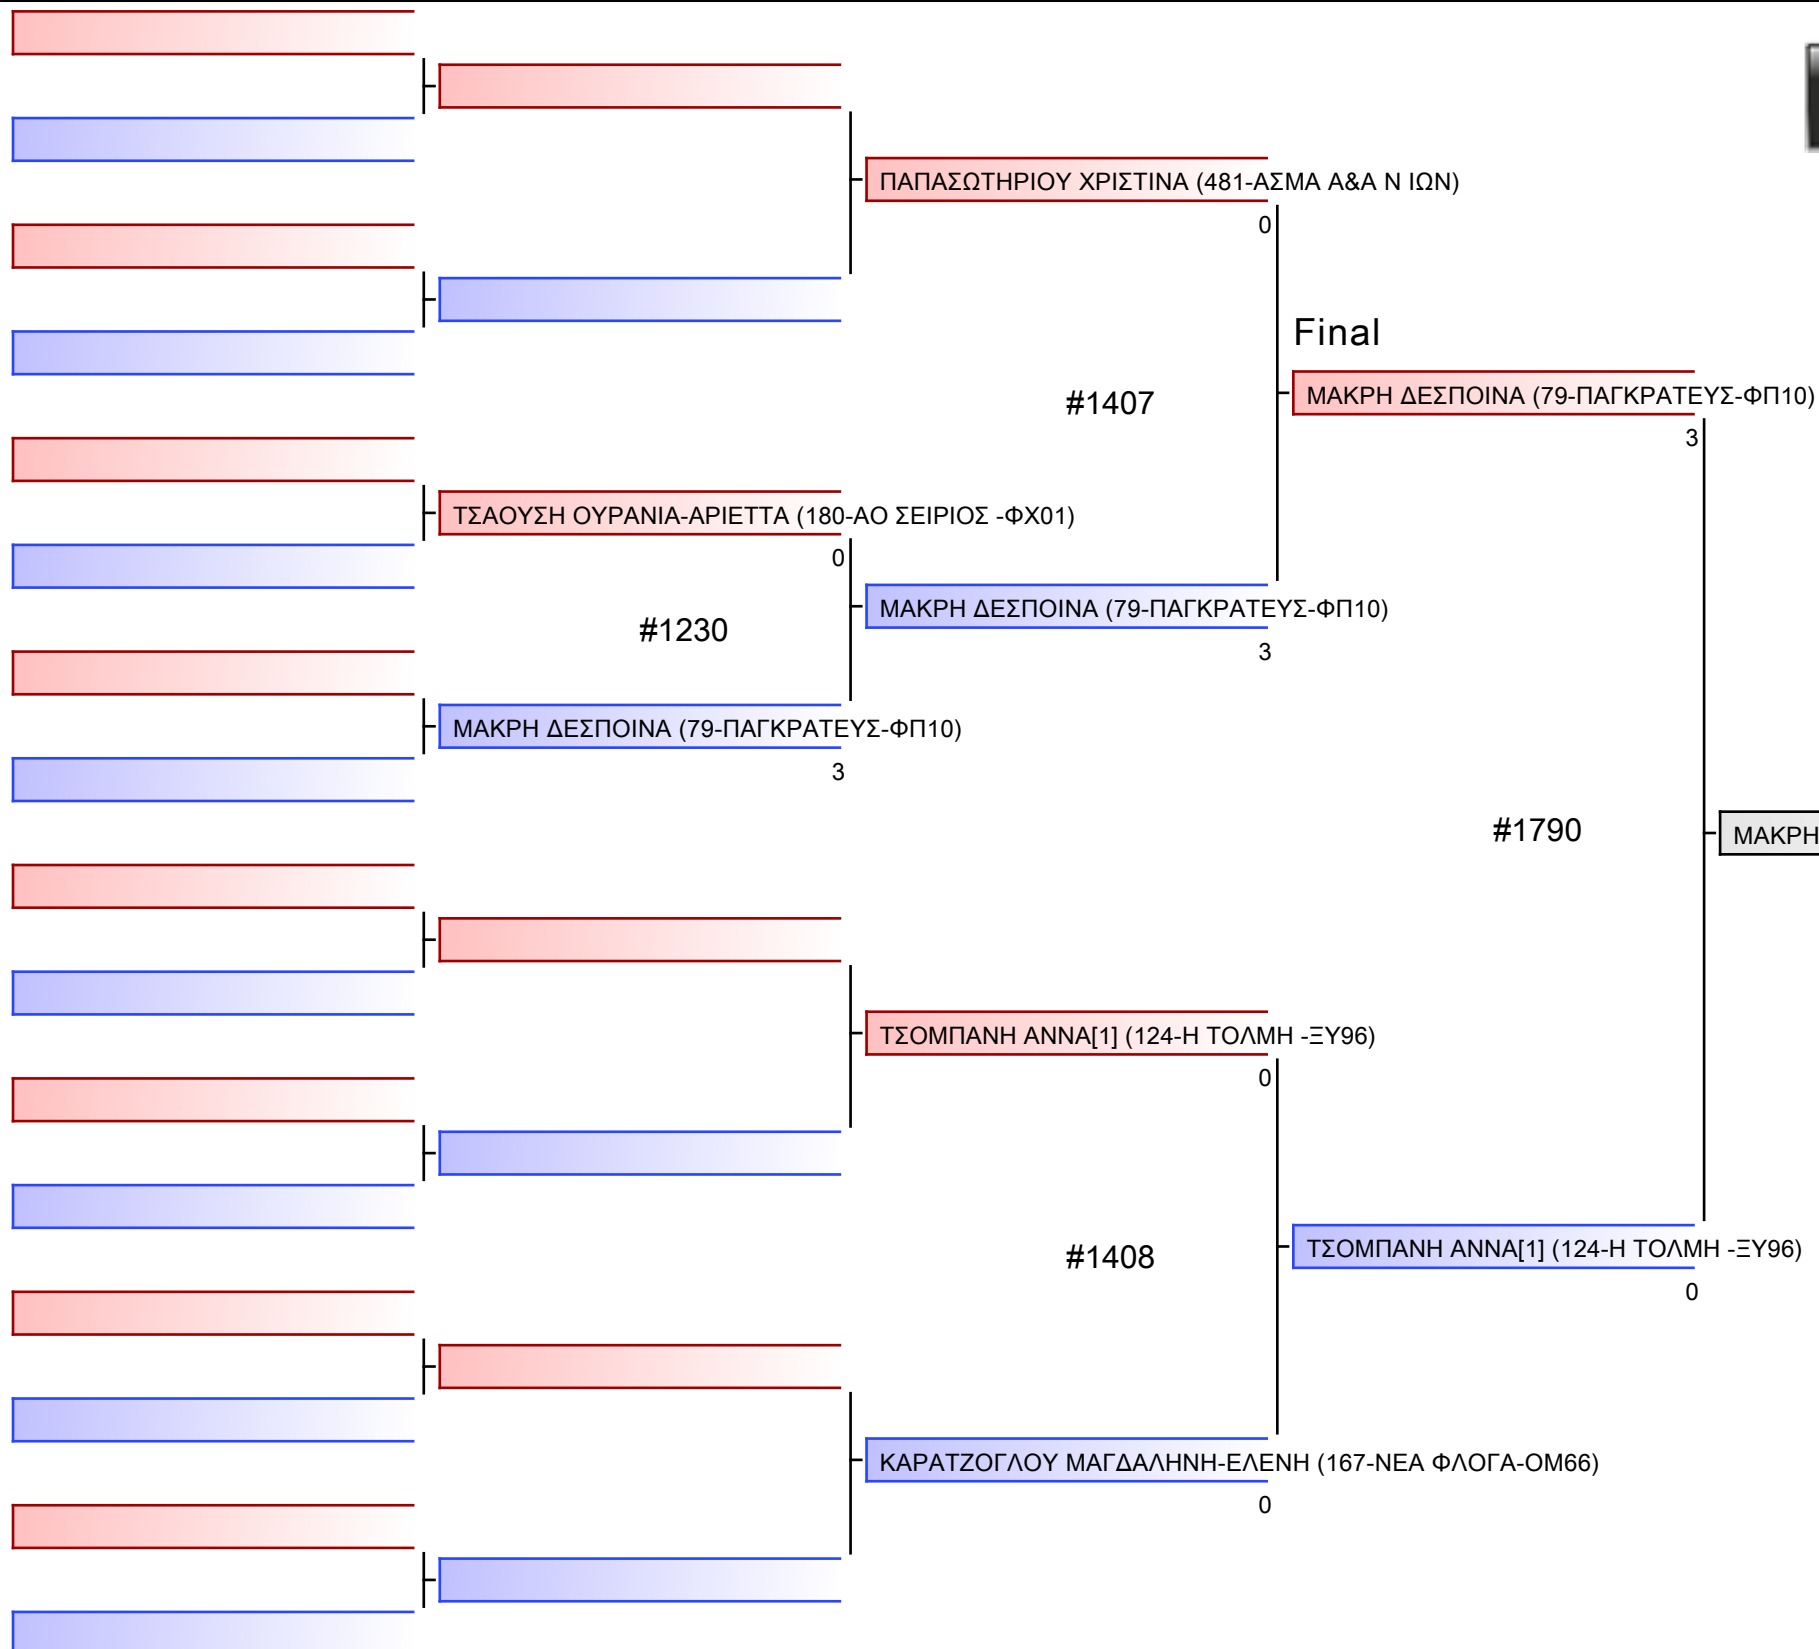 ΠΑΠΑΣΩΤΗΡΙΟΥ ΧΡΙΣΤΙΝΑ (481-ΑΣΜΑ Α&Α Ν ΙΩΝ)
0
Final
#1407
ΜΑΚΡΗ ΔΕΣΠΟΙΝΑ (79-ΠΑΓΚΡΑΤΕΥΣ-ΦΠ10)
3
ΤΣΑΟΥΣΗ ΟΥΡΑΝΙΑ-ΑΡΙΕΤΤΑ (180-ΑΟ ΣΕΙΡΙΟΣ -ΦΧ01)
0
ΜΑΚΡΗ ΔΕΣΠΟΙΝΑ (79-ΠΑΓΚΡΑΤΕΥΣ-ΦΠ10)
#1230
3
ΜΑΚΡΗ ΔΕΣΠΟΙΝΑ (79-ΠΑΓΚΡΑΤΕΥΣ-ΦΠ10)
3
#1790
ΜΑΚΡΗ
ΤΣΟΜΠΑΝΗ ΑΝΝΑ[1] (124-Η ΤΟΛΜΗ -ΞΥ96)
0
#1408
ΤΣΟΜΠΑΝΗ ΑΝΝΑ[1] (124-Η ΤΟΛΜΗ -ΞΥ96)
0
ΚΑΡΑΤΖΟΓΛΟΥ ΜΑΓΔΑΛΗΝΗ-ΕΛΕΝΗ (167-ΝΕΑ ΦΛΟΓΑ-ΟΜ66)
0